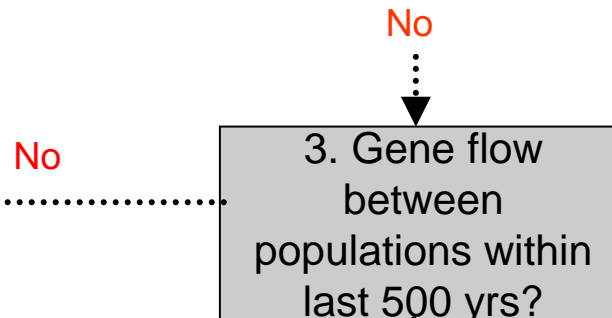 No
No
3. Gene flow
between
populations within
last 500 yrs?